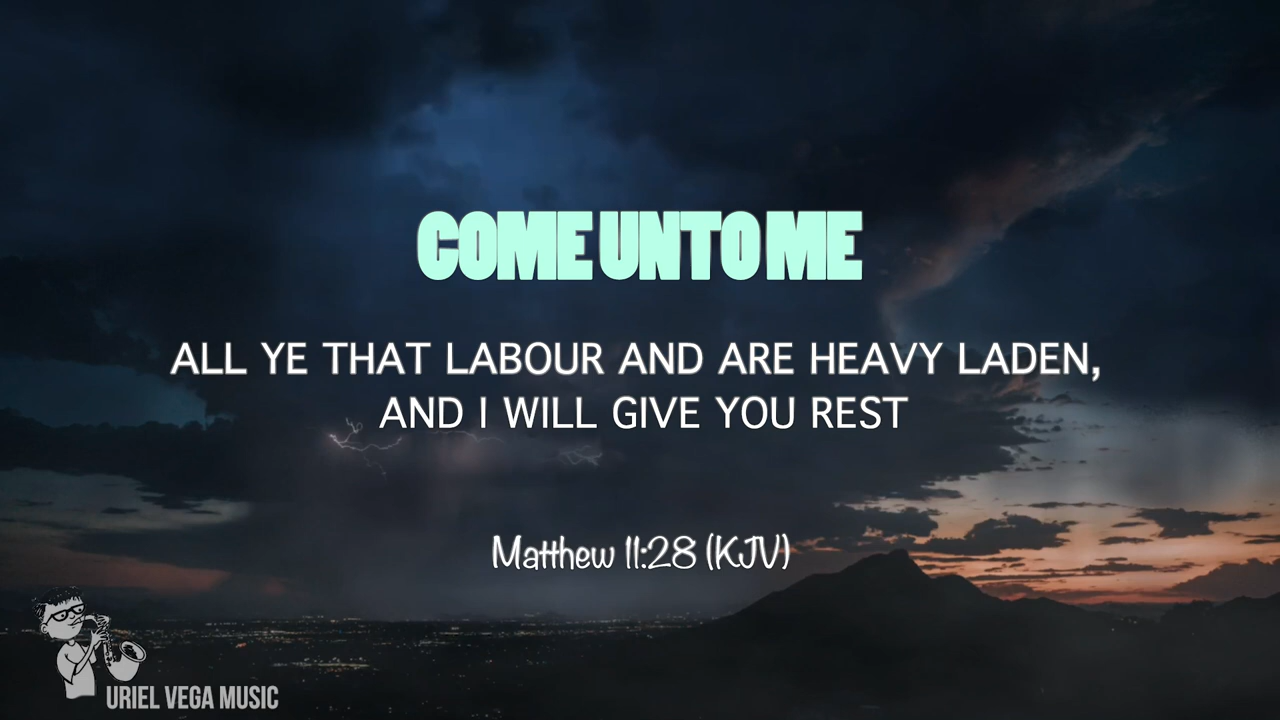 COME UNTO ME
ALL YE THAT LABOUR AND ARE HEAVY LADEN,
AND I WILL GIVE YOU REST
Matthew 11:28 (KJV)
URIEL VEGA MUSIC